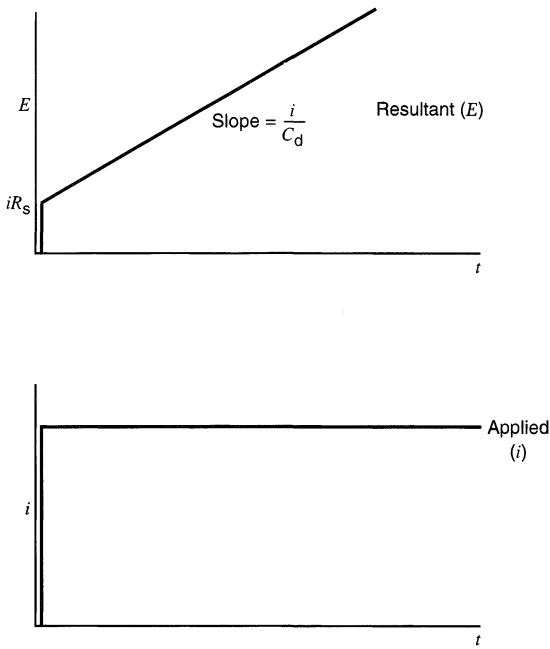 E
Slope = i
C_d
Resultant (E)
iR_s
t
i
Applied
(i)
t